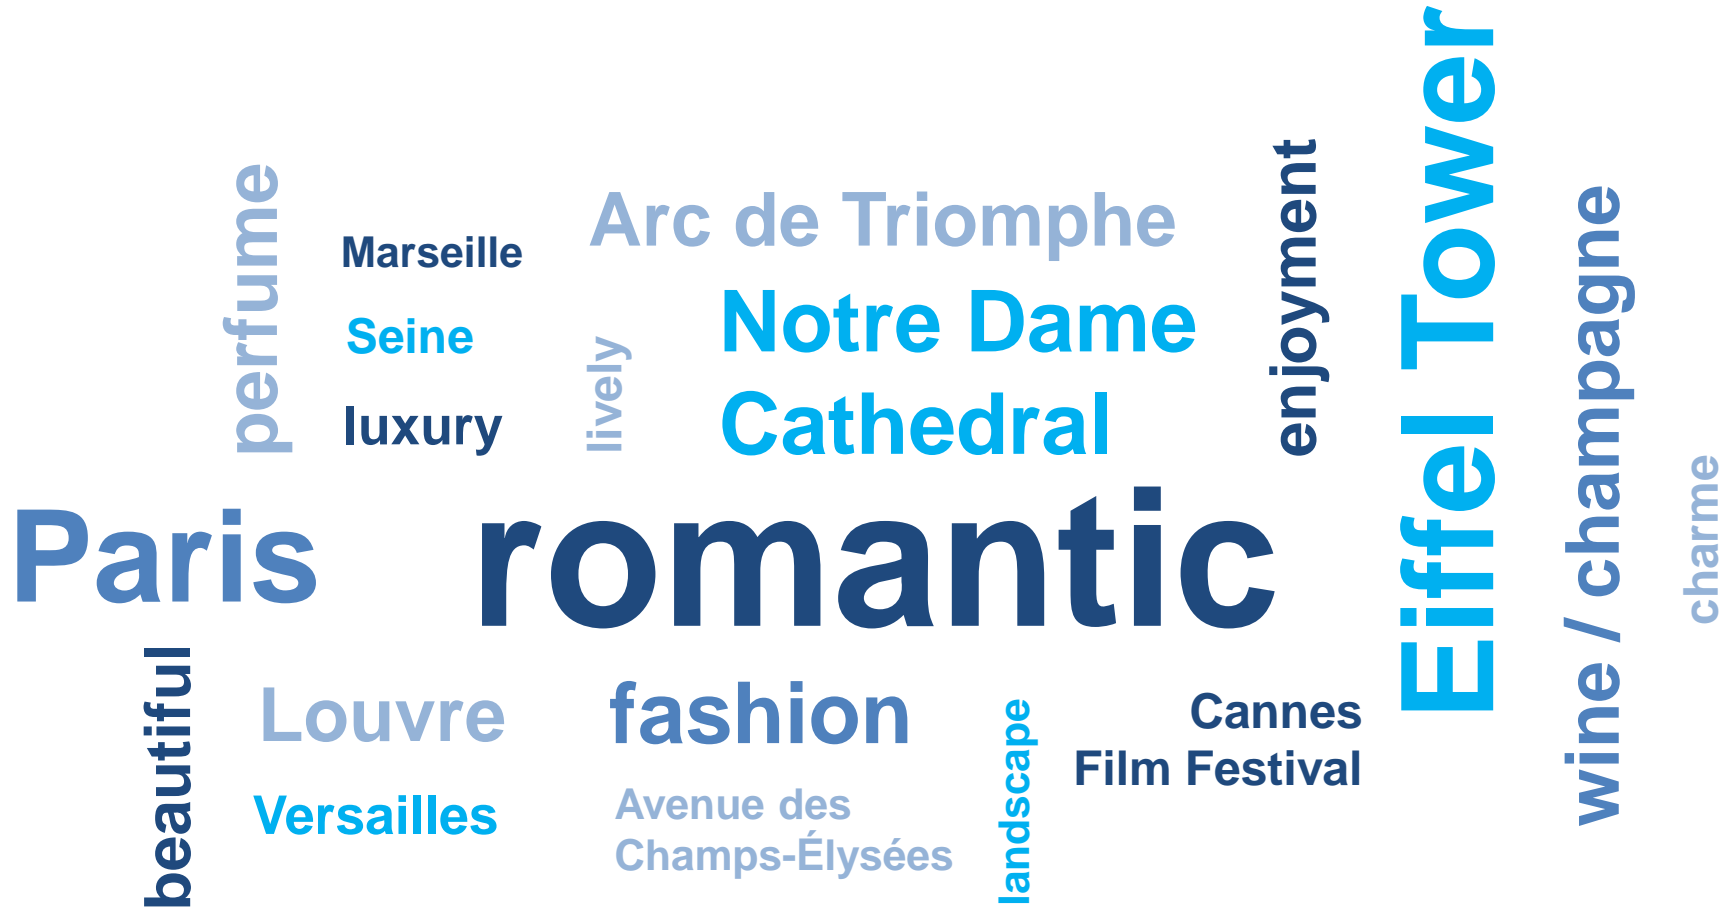 perfume
Marseille
Seine
luxury
lively
Arc de Triomphe
Notre Dame
Cathedral
enjoyment
Eiffel Tower
wine / champagne
charme
Paris
romantic
beautiful
Louvre
Versailles
fashion
Avenue des
Champs-Élysées
landscape
Cannes
Film Festival